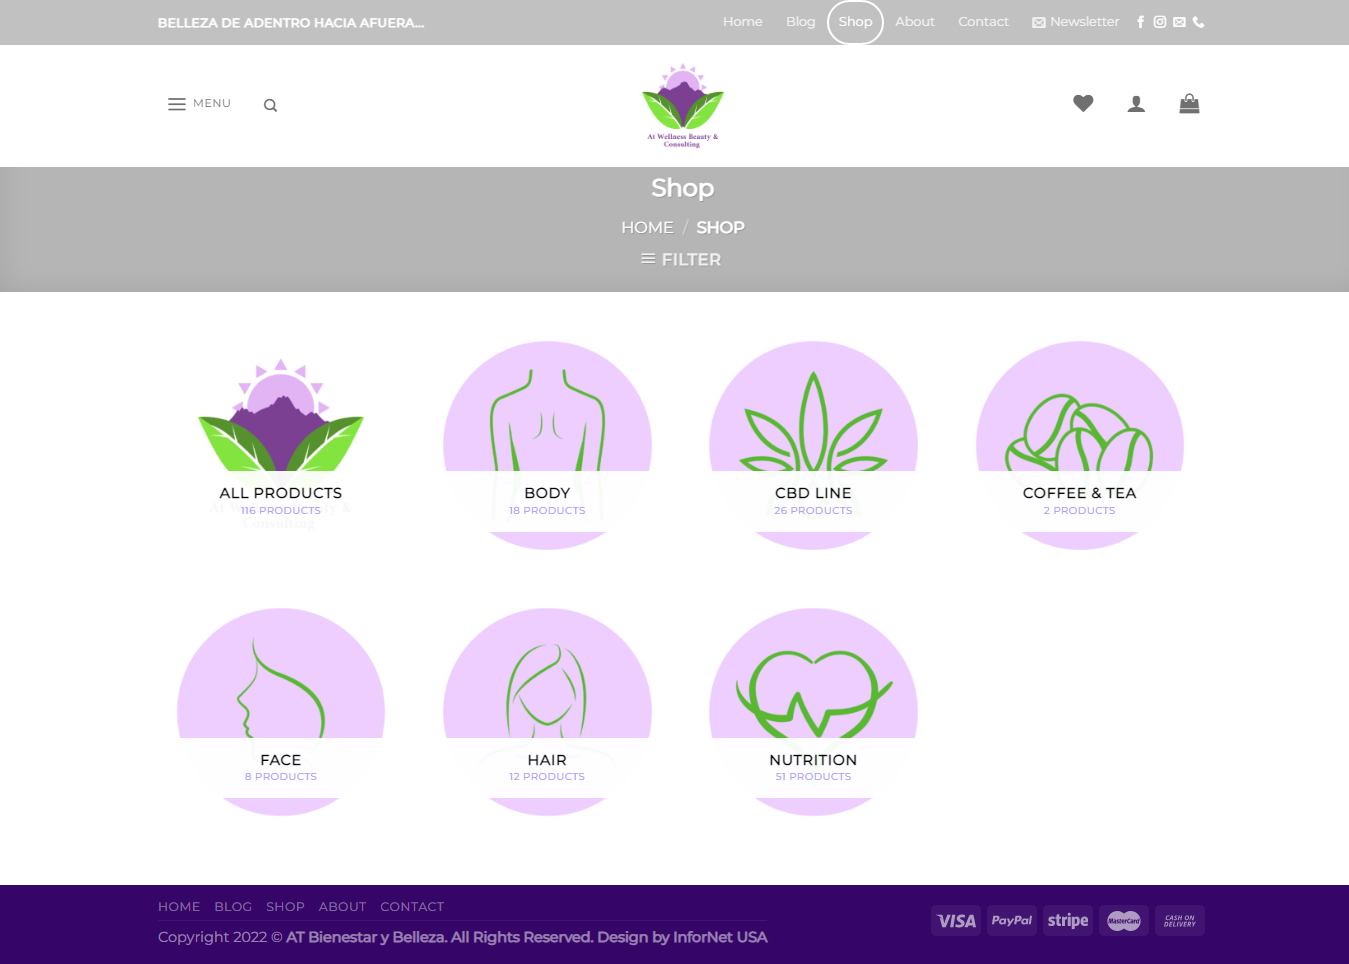 BELLEZA DE ADENTRO HACIA AFUERA...
Home Blog Shop About Contact Newsletter
MENU
At Wellness Beauty &
Consulting
Shop
HOME / SHOP
FILTER
ALL PRODUCTS
116 PRODUCTS
BODY
18 PRODUCTS
CBD LINE
26 PRODUCTS
COFFEE & TEA
2 PRODUCTS
FACE
8 PRODUCTS
HAIR
12 PRODUCTS
NUTRITION
51 PRODUCTS
HOME BLOG SHOP ABOUT CONTACT
Copyright 2022 © AT Bienestar y Belleza. All Rights Reserved. Design by InforNet USA
VISA PayPal stripe MasterCard CASH ON
DELIVERY